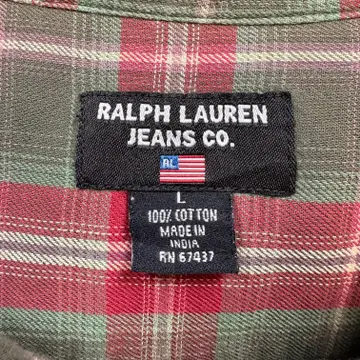 RALPH LAUREN
JEANS CO.
RL
L
100% COTTON
MADE IN
INDIA
RN 67437